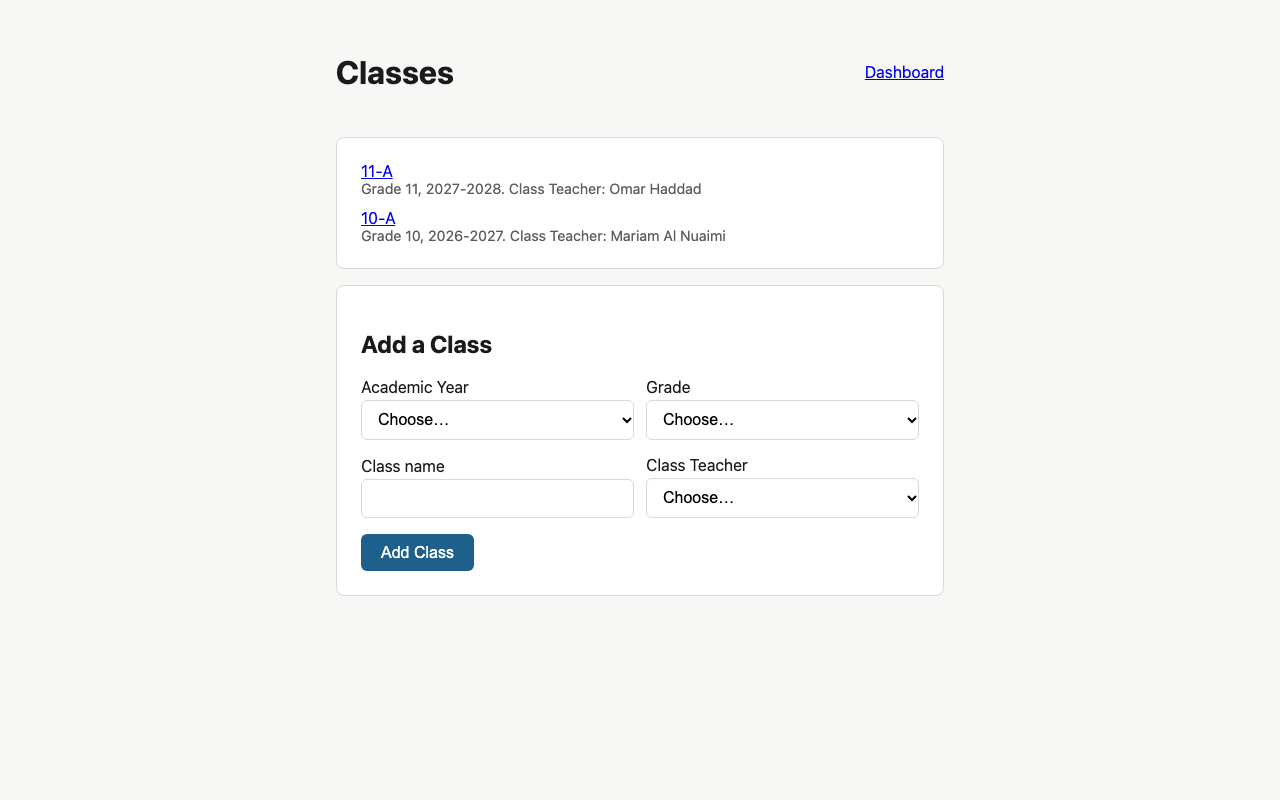 Classes
Dashboard
11-A
Grade 11, 2027-2028. Class Teacher: Omar Haddad
10-A
Grade 10, 2026-2027. Class Teacher: Mariam Al Nuaimi
Add a Class
Academic Year
Grade
Choose…
Choose…
Class name
Class Teacher
Choose…
Add Class